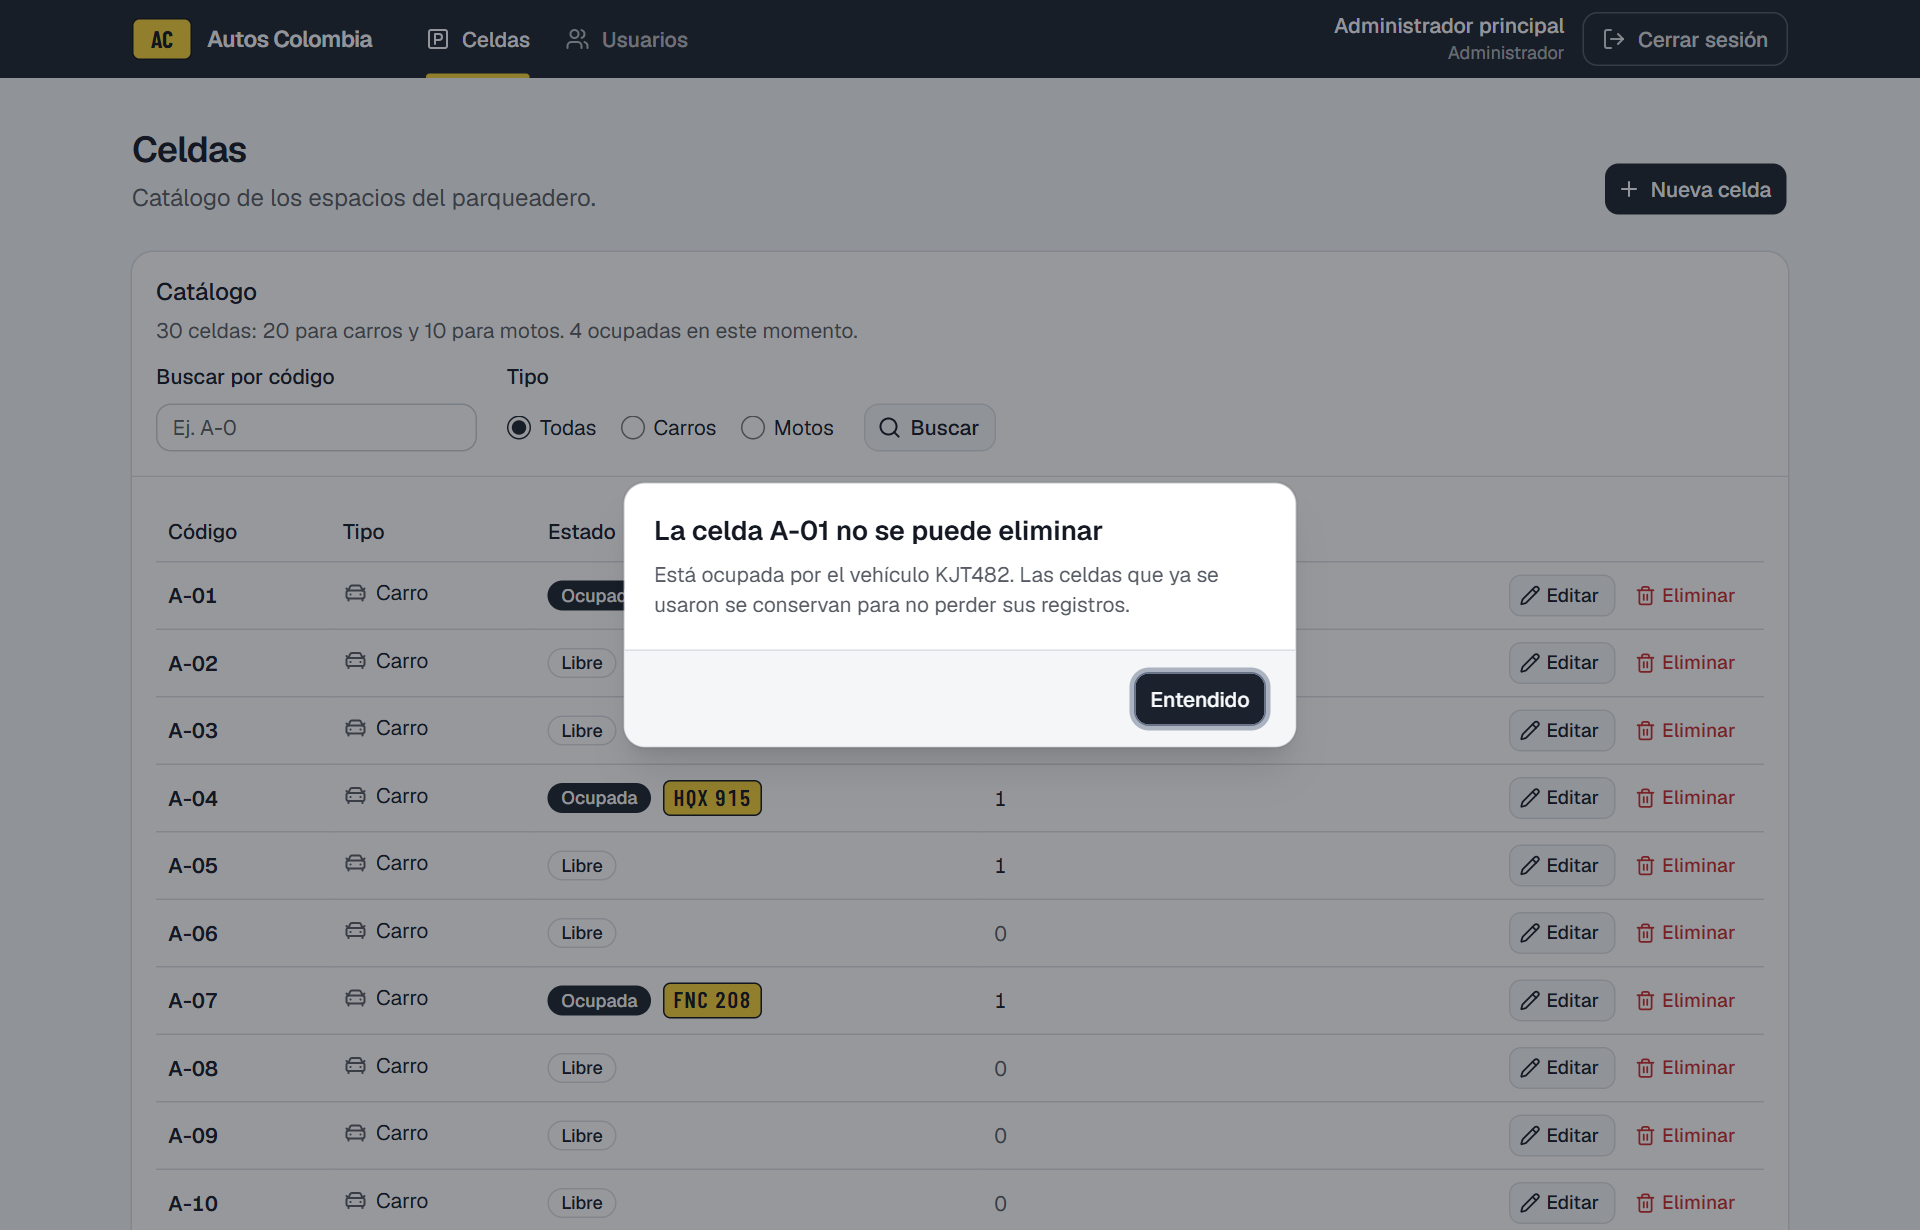 AC Autos Colombia Celdas Usuarios Administrador principal Cerrar sesión
Administrador
Celdas
Catálogo de los espacios del parqueadero.
+ Nueva celda
Catálogo
30 celdas: 20 para carros y 10 para motos. 4 ocupadas en este momento.
Buscar por código Tipo
Ej. A-0 Todas Carros Motos Buscar
La celda A-01 no se puede eliminar
Está ocupada por el vehículo KJT482. Las celdas que ya se
usaron se conservan para no perder sus registros.
Entendido
Código Tipo Estado
A-01 Carro Editar Eliminar
A-02 Carro Libre Editar Eliminar
A-03 Carro Libre Editar Eliminar
A-04 Carro Ocupada HQX 915 1 Editar Eliminar
A-05 Carro Libre 1 Editar Eliminar
A-06 Carro Libre 0 Editar Eliminar
A-07 Carro Ocupada FNC 208 1 Editar Eliminar
A-08 Carro Libre 0 Editar Eliminar
A-09 Carro Libre 0 Editar Eliminar
A-10 Carro Libre 0 Editar Eliminar